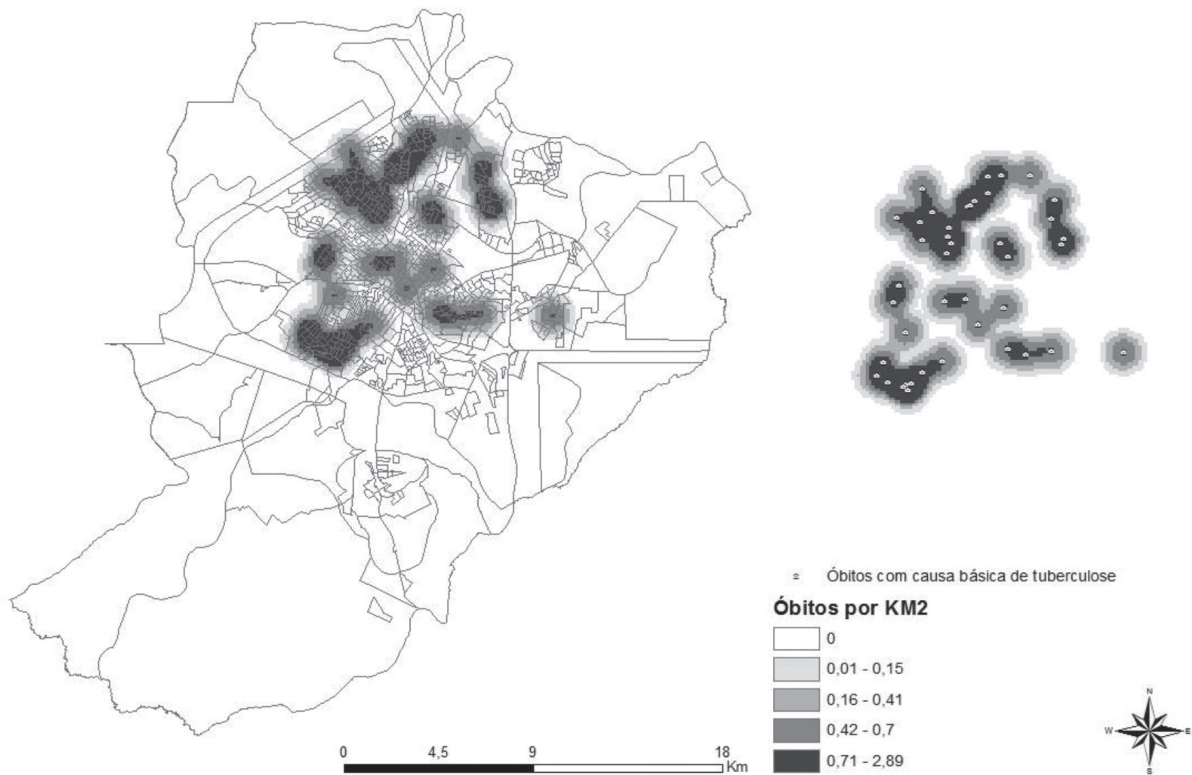 Óbitos com causa básica de tuberculose
Óbitos por KM2
0
0,01 - 0,15
0,16 - 0,41
0,42 - 0,7
0,71 - 2,89
0 4,5 9 18
Km
N
W E
S